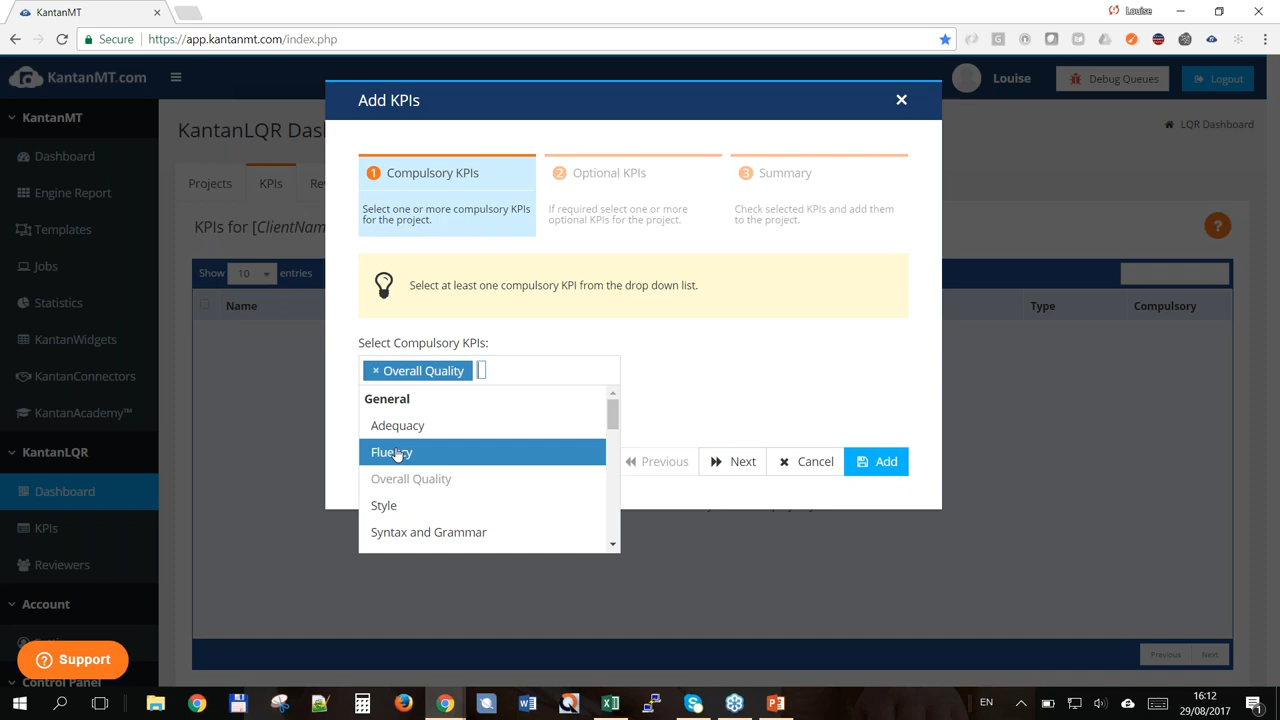 KantanMT
Louise
Secure
https://app.kantanmt.com/index.php
KantanMT.com
Louise
Debug Queues
Logout
KantanMT
Dashboard
Engine Report
Templates
Jobs
Statistics
KantanWidgets
KantanConnectors
KantanAcademy™
KantanLQR
Dashboard
KPIs
Reviewers
Account
Support
Control Panel
KantanLQR Das
LQR Dashboard
Projects
KPIs
Re
KPIs for [ClientNam
?
Show 10 entries
Name
Type
Compulsory
Previous
Next
Add KPIs
1 Compulsory KPIs
Select one or more compulsory KPIs
for the project.
2 Optional KPIs
If required select one or more
optional KPIs for the project.
3 Summary
Check selected KPIs and add them
to the project.
Select at least one compulsory KPI from the drop down list.
Select Compulsory KPIs:
× Overall Quality
General
Adequacy
Fluency
Overall Quality
Style
Syntax and Grammar
Previous
Next
Cancel
Add
EN
16:12
29/08/2017